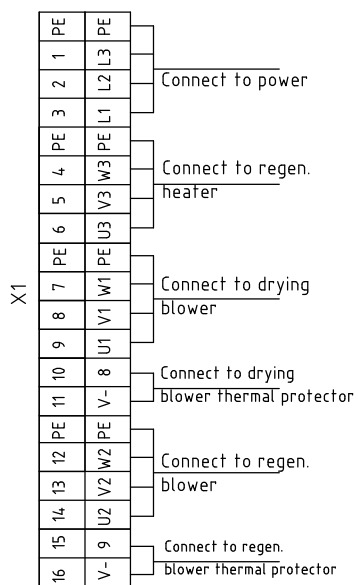 X1
PE PE
1 L3
2 L2
3 L1
Connect to power
PE PE
4 W3
5 V3
6 U3
Connect to regen.
heater
PE PE
7 W1
8 V1
9 U1
Connect to drying
blower
10 8
11 V-
Connect to drying
blower thermal protector
PE PE
12 W2
13 V2
14 U2
Connect to regen.
blower
15 9
16 V-
Connect to regen.
blower thermal protector